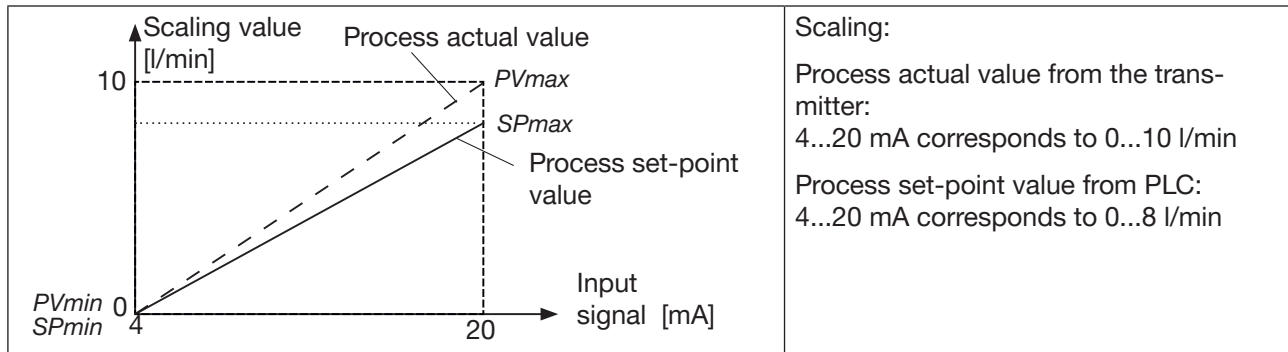 Scaling value
[l/min]
Process actual value
10
PVmax
SPmax
Process set-point
value
PVmin
SPmin
0
4
20
Input
signal [mA]
Scaling:
Process actual value from the trans-
mitter:
4...20 mA corresponds to 0...10 l/min
Process set-point value from PLC:
4...20 mA corresponds to 0...8 l/min